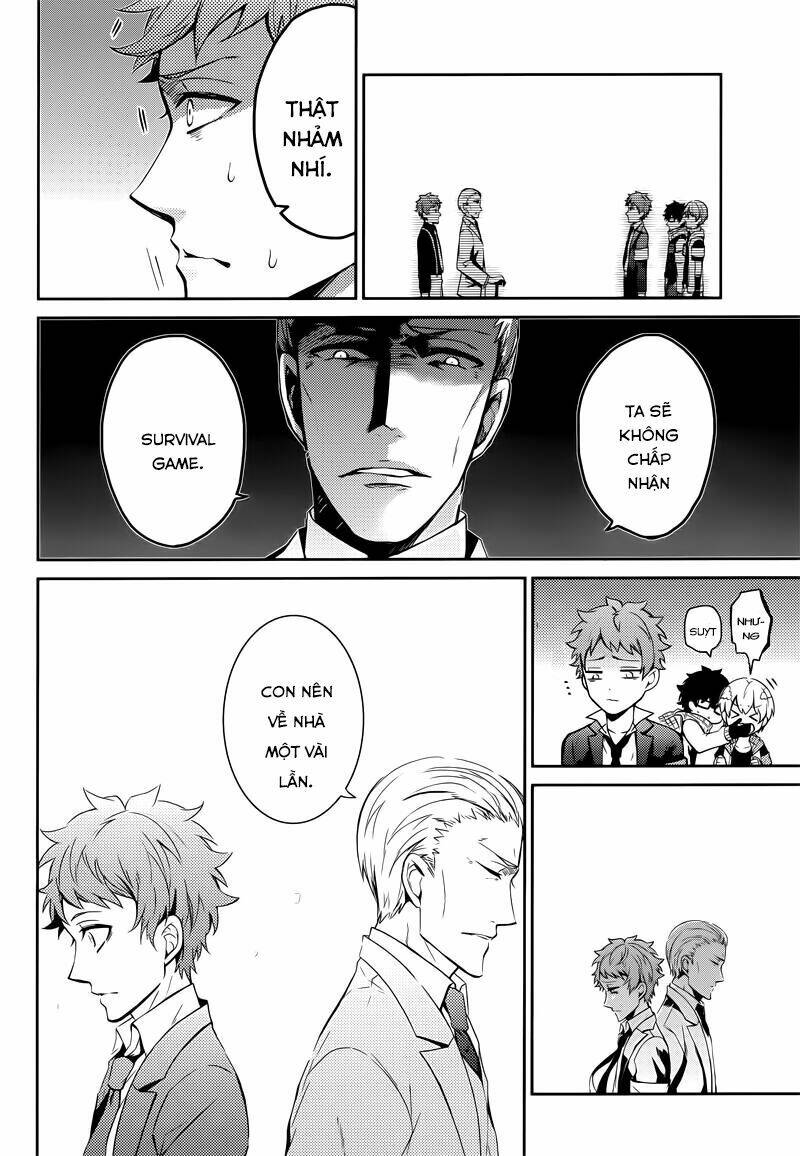 THẬT
NHẢM
NHÍ.
TA SẼ
KHÔNG
CHẤP
NHẬN
SURVIVAL
GAME.
NHƯ-
NG
SUỴT
CON NÊN
VỀ NHÀ
MỘT VÀI
LẦN.